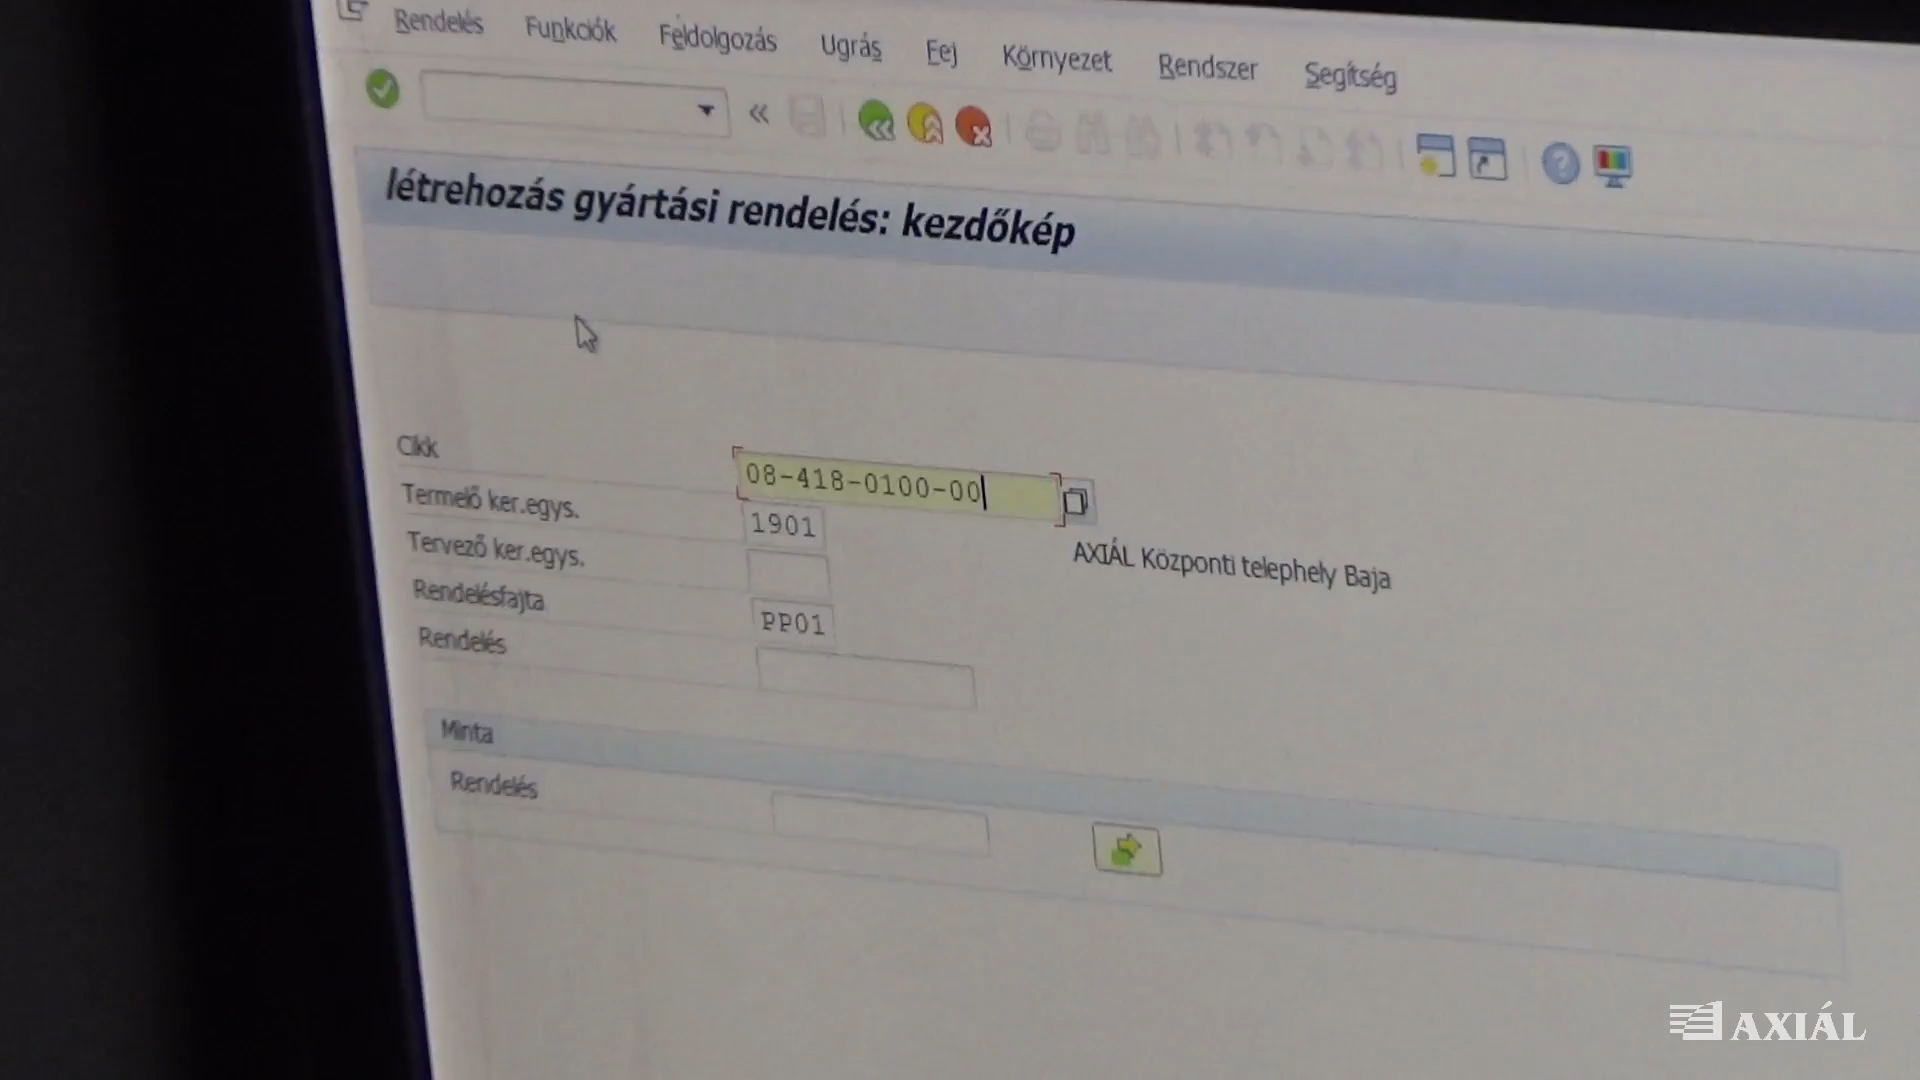 Rendelés Funkciók Feldolgozás Ugrás Fej Környezet Rendszer Segítség
létrehozás gyártási rendelés: kezdőkép
Cikk 08-418-0100-00
Termelő ker.egys. 1901 AXIÁL Központi telephely Baja
Tervező ker.egys.
Rendelésfajta PP01
Rendelés
Minta
Rendelés
AXIÁL